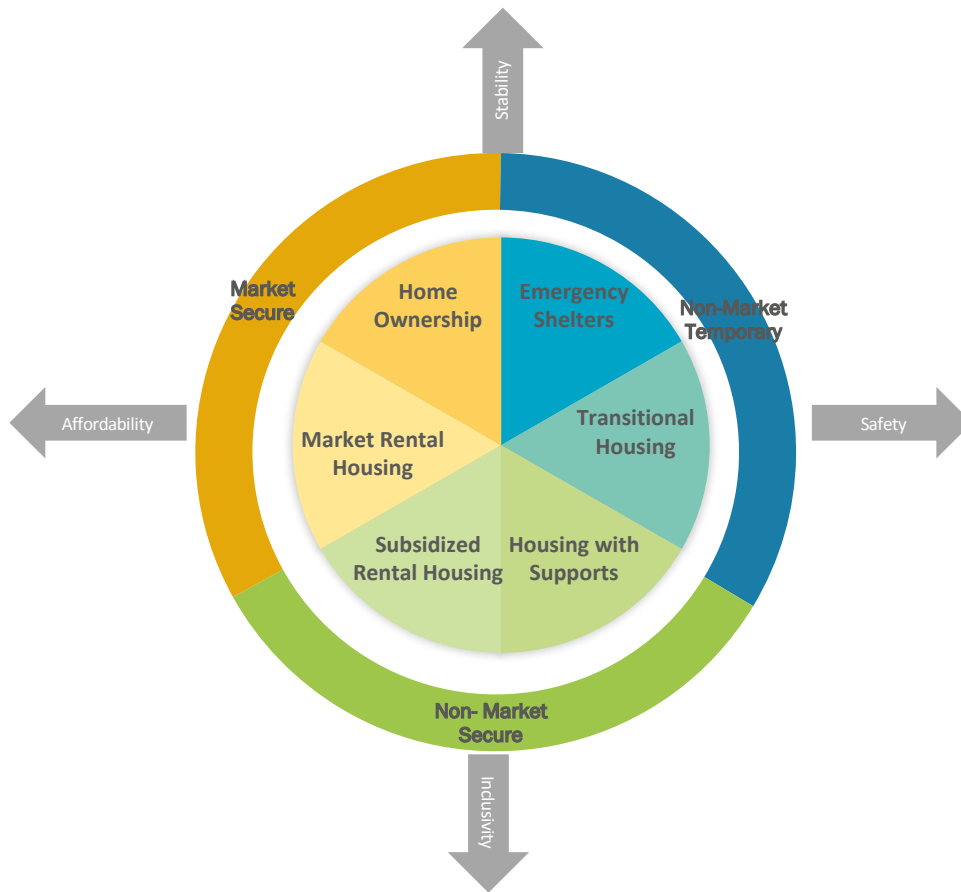 Stability
Market
Secure
Home
Ownership
Emergency
Shelters
Non-Market
Temporary
Affordability
Market Rental
Housing
Transitional
Housing
Safety
Subsidized
Rental Housing
Housing with
Supports
Non- Market
Secure
Inclusivity